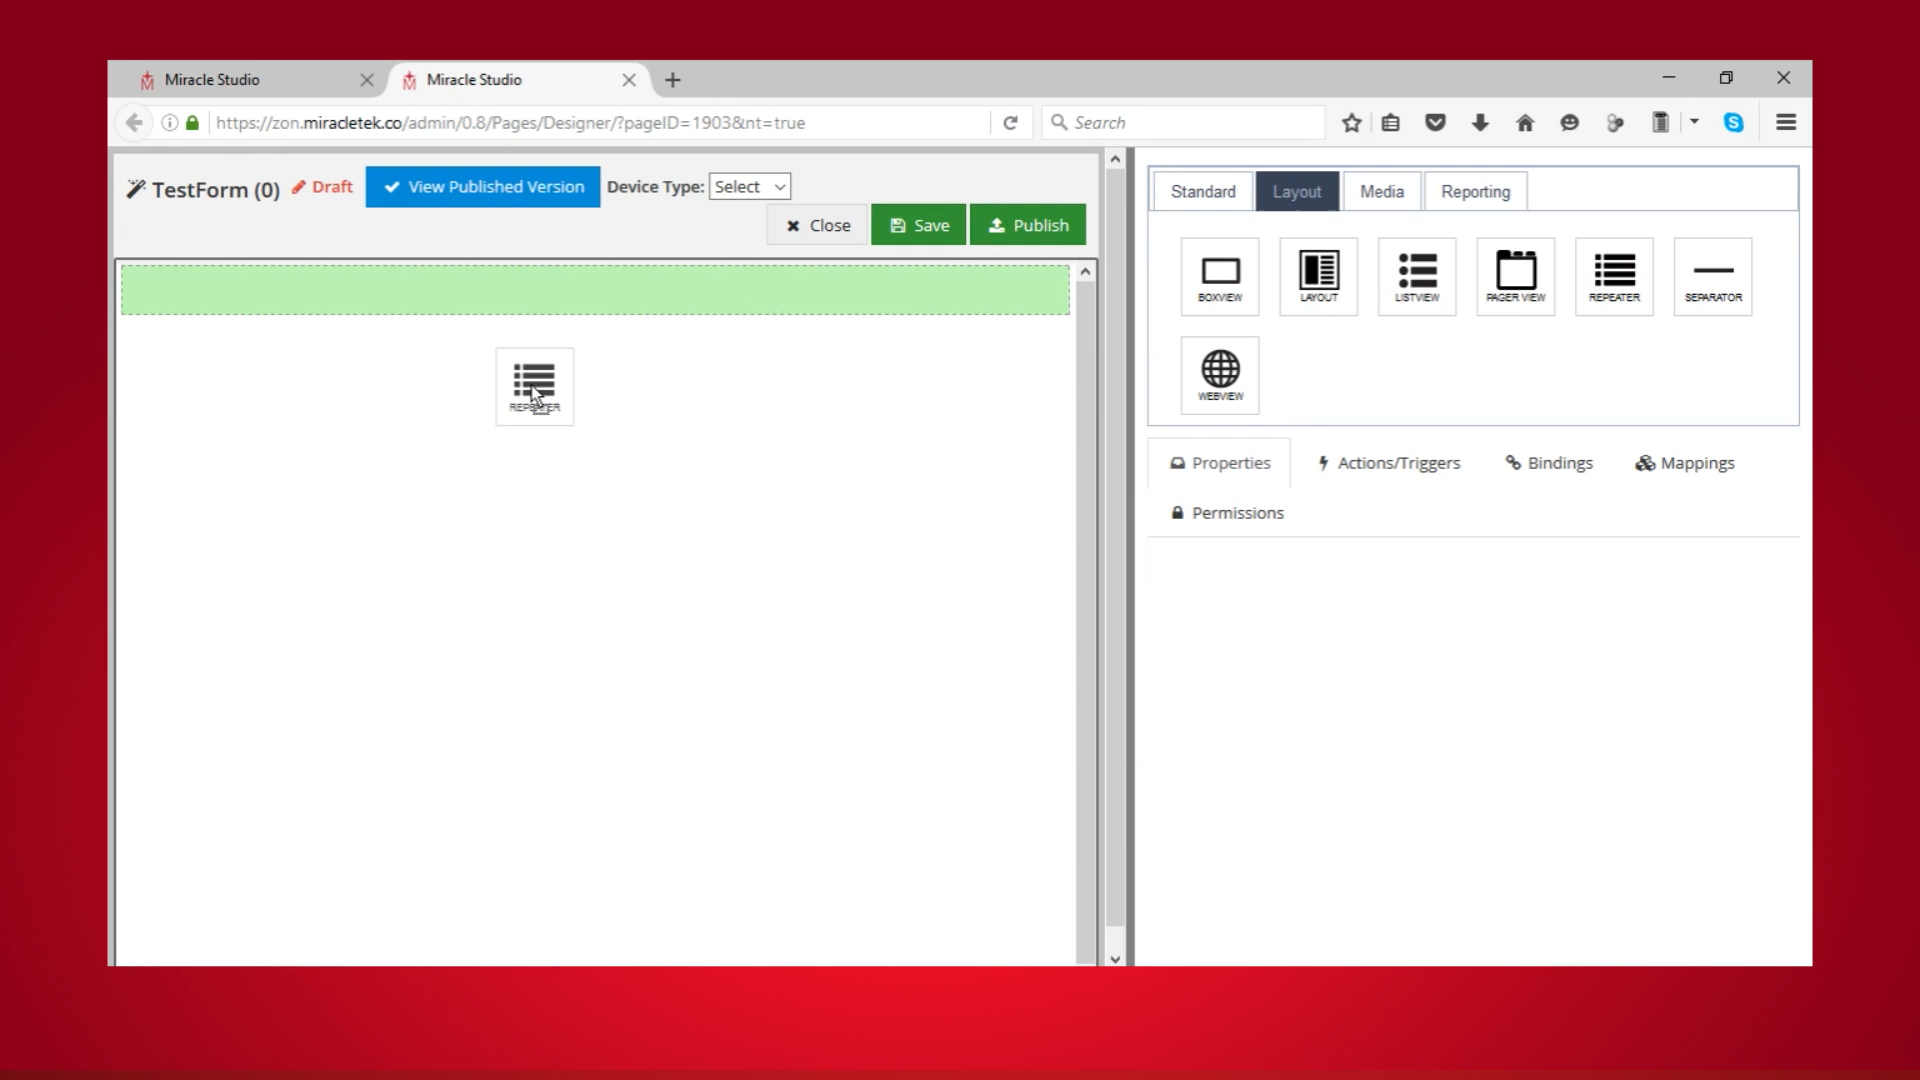 Miracle Studio
Miracle Studio
https://zon.miracletek.co/admin/0.8/Pages/Designer/?pageID=1903&nt=true
Search
TestForm (0)
Draft
View Published Version
Device Type: Select
Close
Save
Publish
REPEATER
Standard
Layout
Media
Reporting
BOXVIEW
LAYOUT
LISTVIEW
PAGER VIEW
REPEATER
SEPARATOR
WEBVIEW
Properties
Actions/Triggers
Bindings
Mappings
Permissions